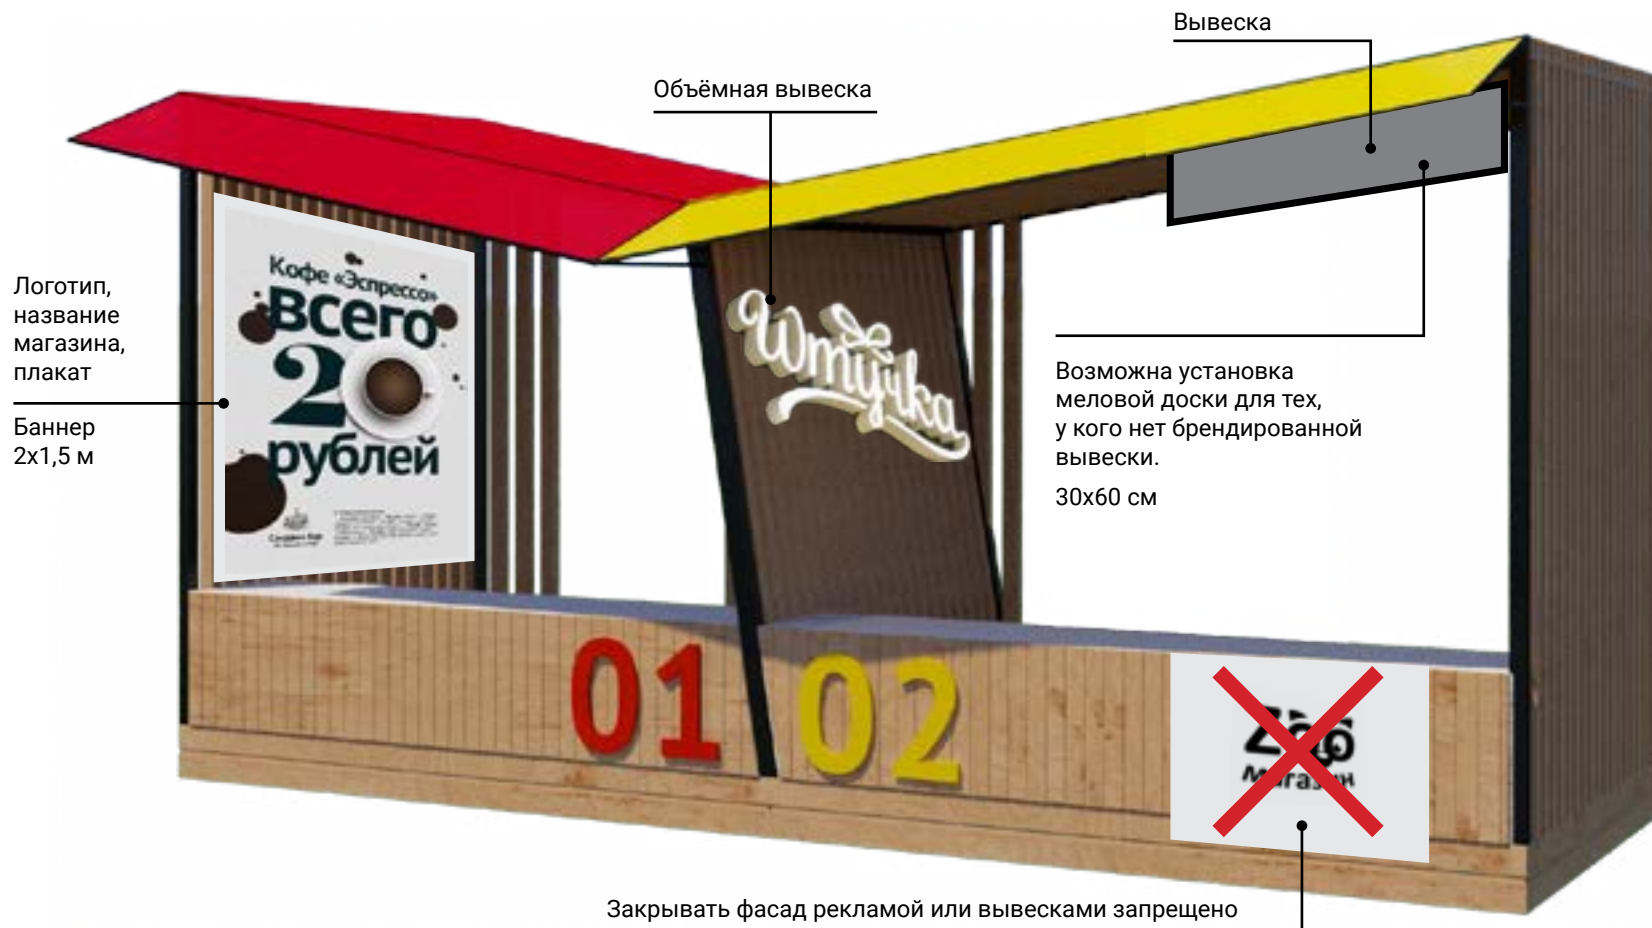 Вывеска
Объёмная вывеска
Логотип,
название
магазина,
плакат
Баннер
2х1,5 м
Кофе «Эспрессо»
всего
20
рублей
Штучка
Возможна установка
меловой доски для тех,
у кого нет брендированной
вывески.
30х60 см
01
02
магазин
Закрывать фасад рекламой или вывесками запрещено